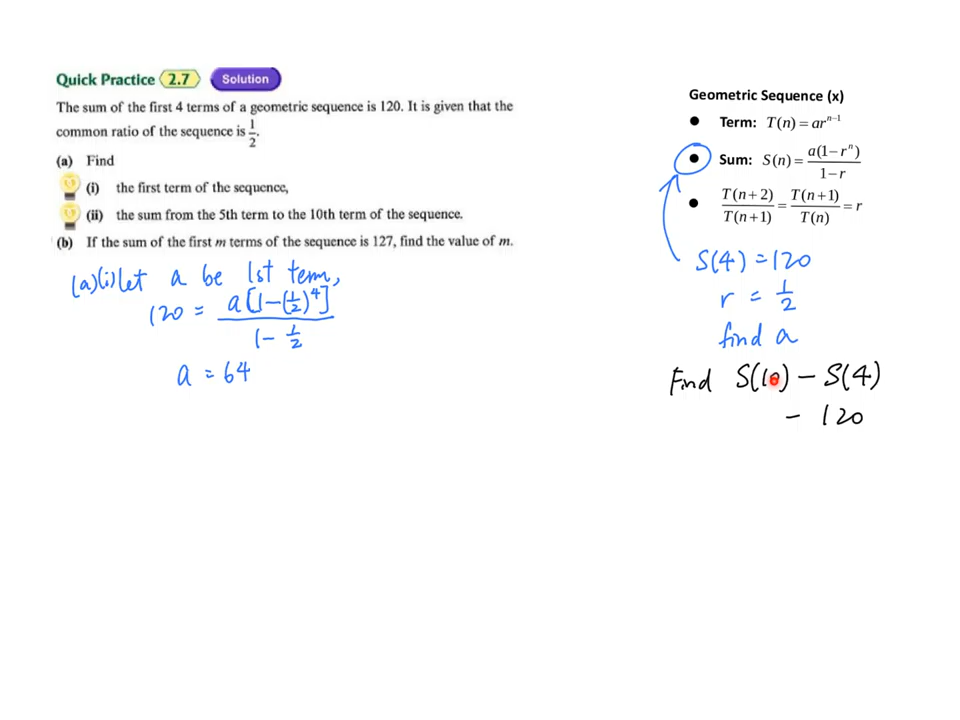 Quick Practice 2.7 Solution
The sum of the first 4 terms of a geometric sequence is 120. It is given that the
common ratio of the sequence is 1/2.
(a) Find
(i) the first term of the sequence,
(ii) the sum from the 5th term to the 10th term of the sequence.
(b) If the sum of the first m terms of the sequence is 127, find the value of m.
(a)(i) let a be 1st term,
120 = a[1-(1/2)^4] / (1 - 1/2)
a = 64
Geometric Sequence (x)
● Term: T(n) = ar^(n-1)
● Sum: S(n) = a(1-r^n) / (1-r)
● T(n+2)/T(n+1) = T(n+1)/T(n) = r
S(4) = 120
r = 1/2
find a
Find S(10) - S(4)
- 120